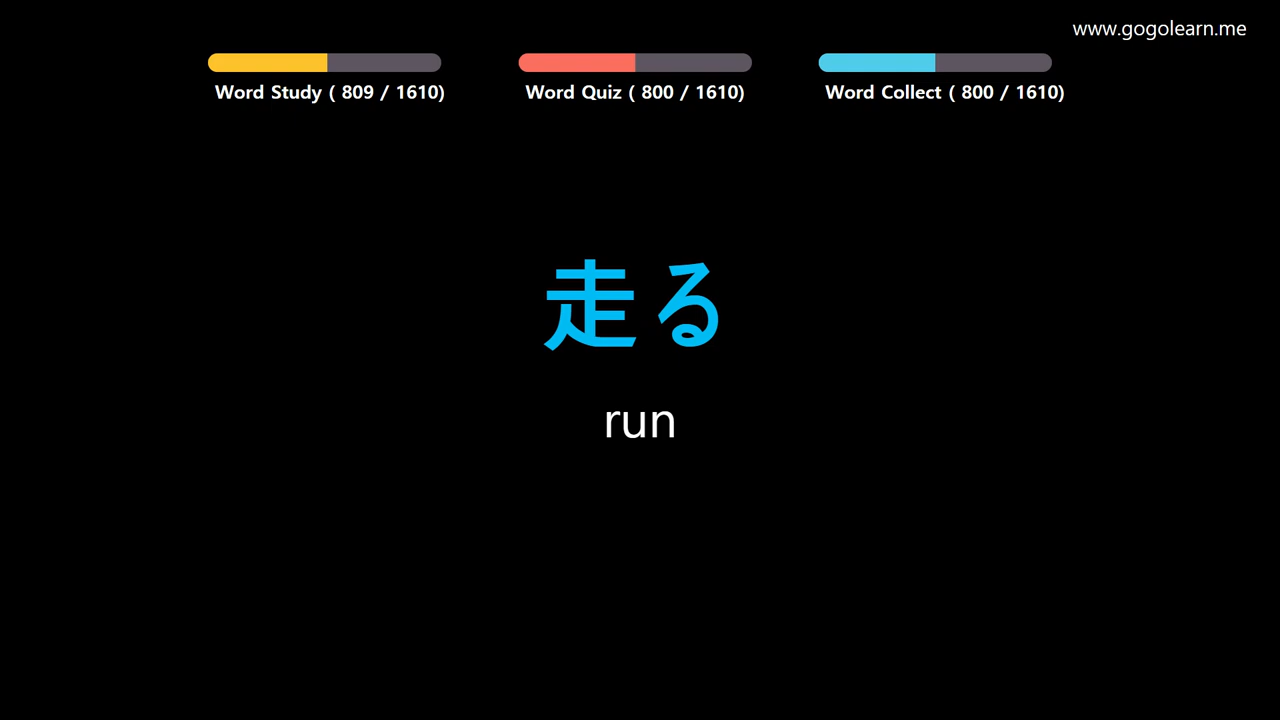 www.gogolearn.me
Word Study ( 809 / 1610)
Word Quiz ( 800 / 1610)
Word Collect ( 800 / 1610)
走る
run